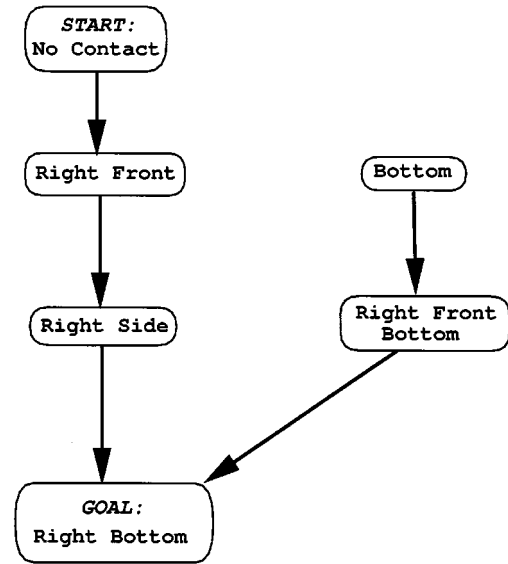 START:
No Contact
Right Front
Bottom
Right Side
Right Front
Bottom
GOAL:
Right Bottom